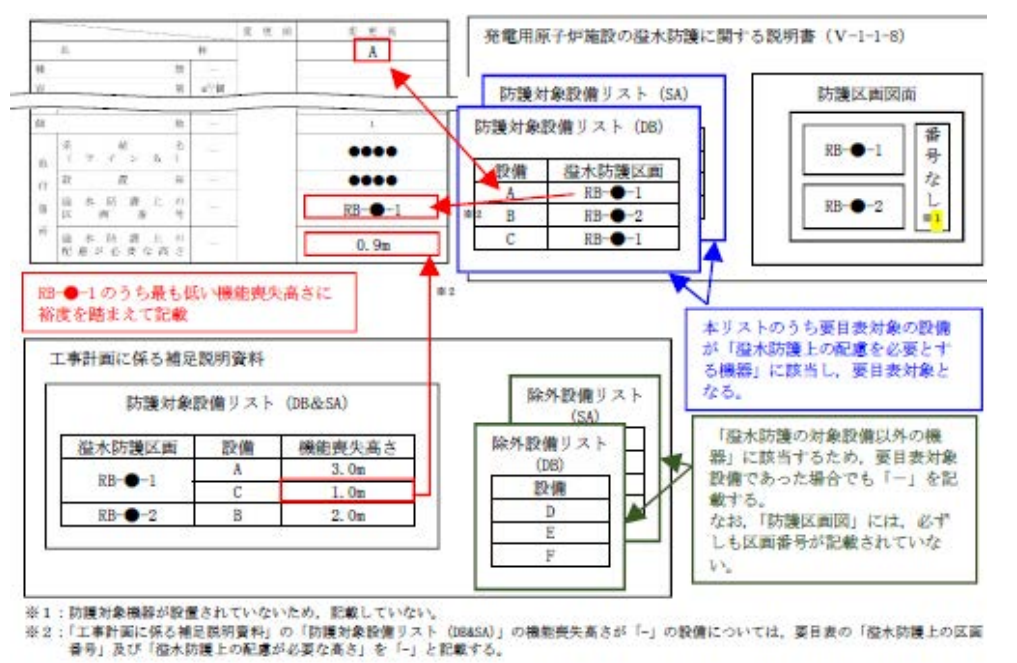 変更前 変更後
名 称 A
種 類 －
容 量
個 数 － 1
系統名
(ライン名) － ●●●●
設置床 － ●●●●
溢水防護上の
区画番号 － RB-●-1
溢水防護上の
配慮が必要な高さ － 0.9m
※2
※2
RB-●-1のうち最も低い機能喪失高さに
裕度を踏まえて記載
発電用原子炉施設の溢水防護に関する説明書（Ⅴ-1-1-8）
防護対象設備リスト（SA）
防護対象設備リスト（DB）
設備 溢水防護区画
A RB-●-1
B RB-●-2
C RB-●-1
防護区画図面
RB-●-1
RB-●-2
番号なし※1
本リストのうち要目表対象の設備
が「溢水防護上の配慮を必要とす
る機器」に該当し，要目表対象と
なる。
工事計画に係る補足説明資料
防護対象設備リスト（DB&SA）
溢水防護区画 設備 機能喪失高さ
RB-●-1 A 3.0m
C 1.0m
RB-●-2 B 2.0m
除外設備リスト
（SA）
除外設備リスト
（DB）
設備
D
E
F
「溢水防護の対象設備以外の機
器」に該当するため，要目表対象
設備であった場合でも「－」を記
載する。
なお，「防護区画図」には，必ず
しも区画番号が記載されていな
い。
※1：防護対象機器が設置されていないため，記載していない。
※2：「工事計画に係る補足説明資料」の「防護対象設備リスト（DB&SA）」の機能喪失高さが「-」の設備については，要目表の「溢水防護上の区画
番号」及び「溢水防護上の配慮が必要な高さ」を「-」と記載する。